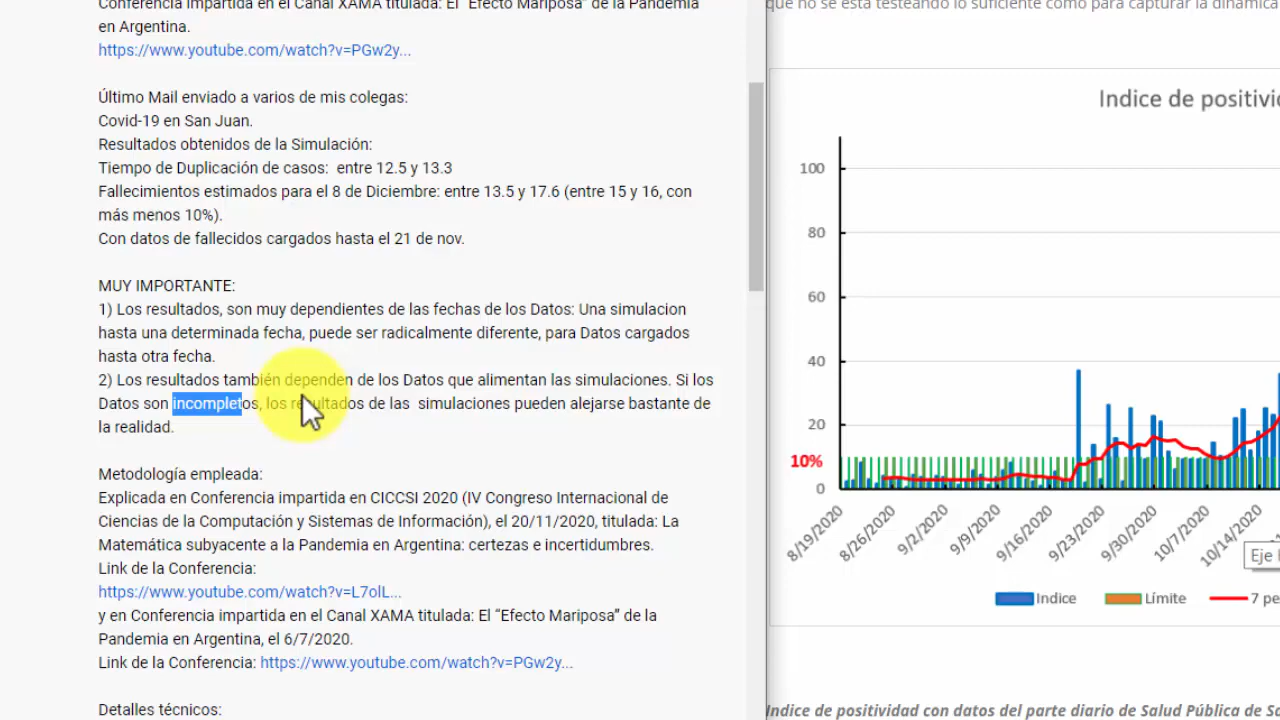 Conferencia impartida en el Canal XAMA titulada: El "Efecto Mariposa" de la Pandemia
en Argentina.
https://www.youtube.com/watch?v=PGw2y...
Último Mail enviado a varios de mis colegas:
Covid-19 en San Juan.
Resultados obtenidos de la Simulación:
Tiempo de Duplicación de casos:  entre 12.5 y 13.3
Fallecimientos estimados para el 8 de Diciembre: entre 13.5 y 17.6 (entre 15 y 16, con
más menos 10%).
Con datos de fallecidos cargados hasta el 21 de nov.
MUY IMPORTANTE:
1) Los resultados, son muy dependientes de las fechas de los Datos: Una simulacion
hasta una determinada fecha, puede ser radicalmente diferente, para Datos cargados
hasta otra fecha.
2) Los resultados también dependen de los Datos que alimentan las simulaciones. Si los
Datos son incompletos, los resultados de las  simulaciones pueden alejarse bastante de
la realidad.
Metodología empleada:
Explicada en Conferencia impartida en CICCSI 2020 (IV Congreso Internacional de
Ciencias de la Computación y Sistemas de Información), el 20/11/2020, titulada: La
Matemática subyacente a la Pandemia en Argentina: certezas e incertidumbres.
Link de la Conferencia:
https://www.youtube.com/watch?v=L7olL...
y en Conferencia impartida en el Canal XAMA titulada: El "Efecto Mariposa" de la
Pandemia en Argentina, el 6/7/2020.
Link de la Conferencia: https://www.youtube.com/watch?v=PGw2y...
Detalles técnicos:
que no se está testeando lo suficiente como para capturar la dinámica
Indice de positivi
100
80
60
40
20
10%
0
8/19/2020
8/26/2020
9/2/2020
9/9/2020
9/16/2020
9/23/2020
9/30/2020
10/7/2020
10/14/2020
Eje
Indice
Límite
7 pe
Indice de positividad con datos del parte diario de Salud Pública de